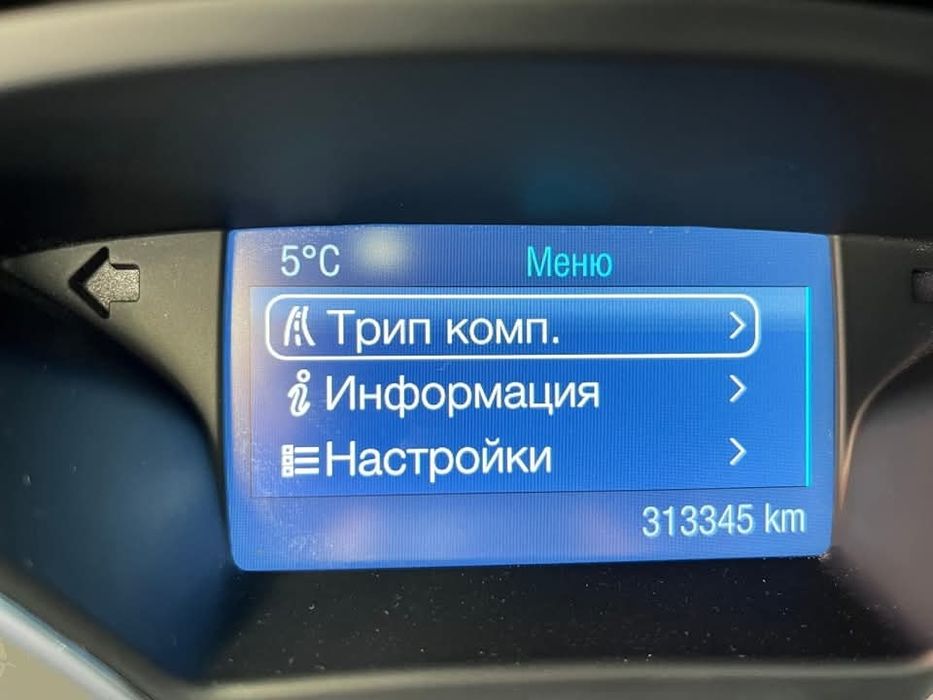 5°C Меню
Трип комп.
Информация
Настройки
313345 km